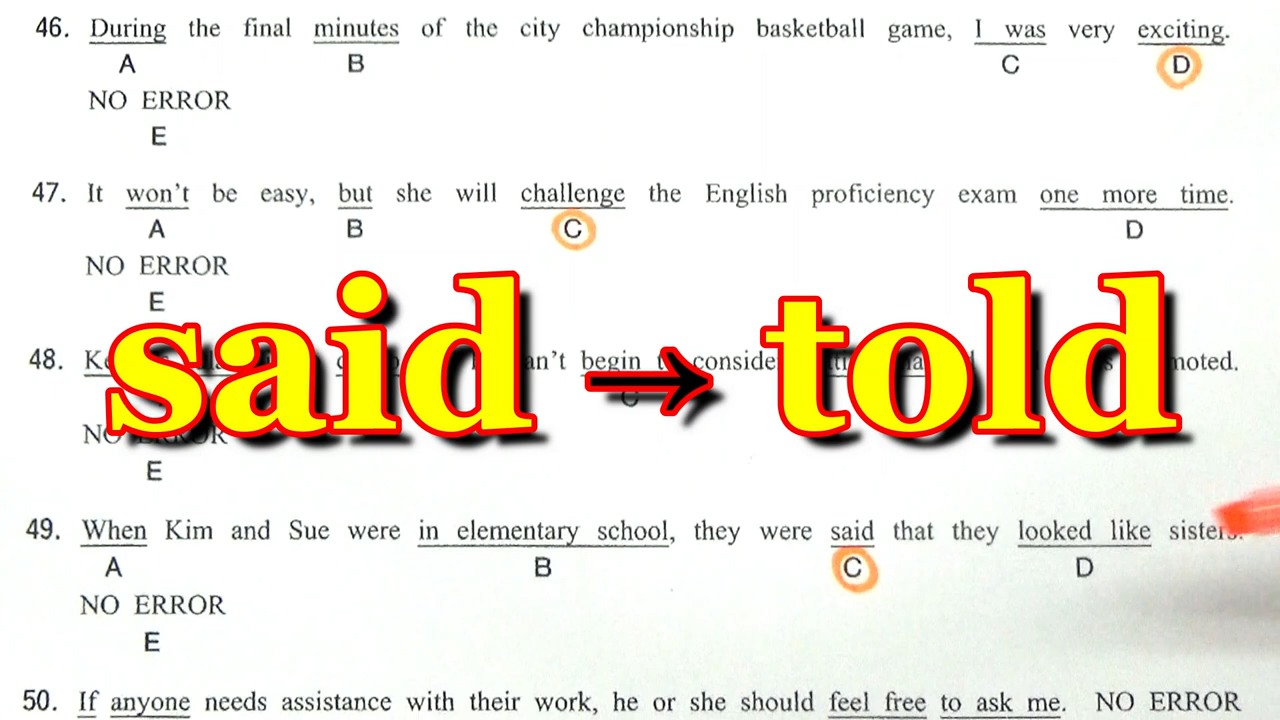 46. During the final minutes of the city championship basketball game, I was very exciting.
A B C D
NO ERROR
E
47. It won't be easy, but she will challenge the English proficiency exam one more time.
A B C D
NO ERROR
E
said → told
48. begin
C
NO ERROR
E
49. When Kim and Sue were in elementary school, they were said that they looked like sisters.
A B C D
NO ERROR
E
50. If anyone needs assistance with their work, he or she should feel free to ask me. NO ERROR